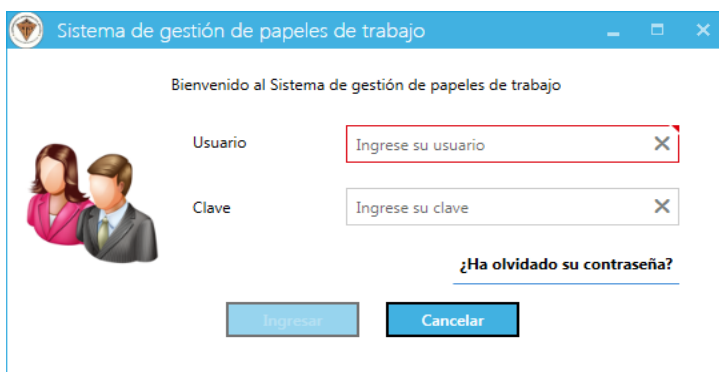 Sistema de gestión de papeles de trabajo
Bienvenido al Sistema de gestión de papeles de trabajo
Usuario
Ingrese su usuario
Clave
Ingrese su clave
¿Ha olvidado su contraseña?
Ingresar
Cancelar